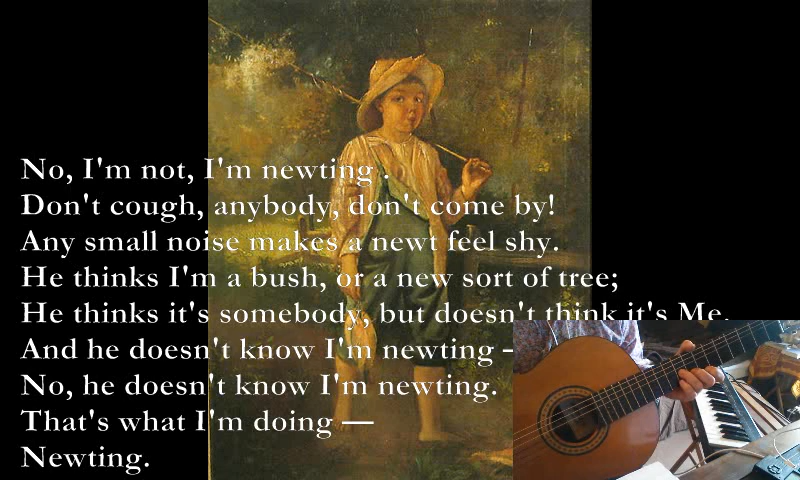 No, I'm not, I'm newting .
Don't cough, anybody, don't come by!
Any small noise makes a newt feel shy.
He thinks I'm a bush, or a new sort of tree;
He thinks it's somebody, but doesn't think it's Me,
And he doesn't know I'm newting –
No, he doesn't know I'm newting.
That's what I'm doing —
Newting.